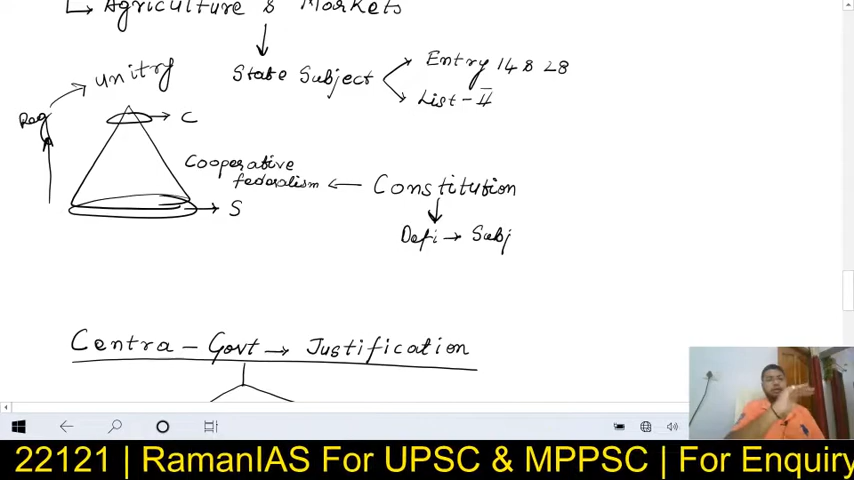 ↳ Agriculture & Markets
Entry 14 & 28
unitry
State Subject
List - II
Reg
C
Cooperative
federalism ← Constitution
S
Defi → Subj
Centra - Govt → Justification
22121 | RamanIAS For UPSC & MPPSC | For Enquiry